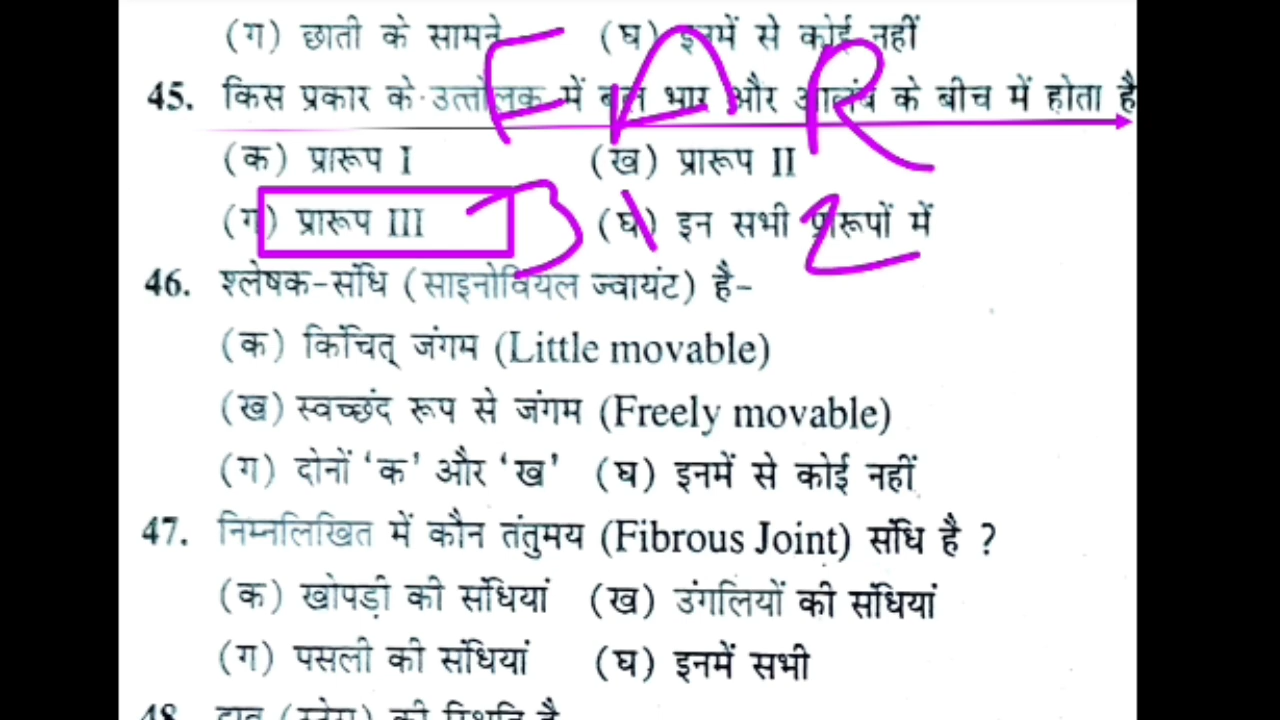 (ग) छाती के सामने (घ) इनमें से कोई नहीं
45. किस प्रकार के उत्तोलक में बल भार और आलंब के बीच में होता है
(क) प्रारूप I (ख) प्रारूप II
(ग) प्रारूप III (घ) इन सभी प्रारूपों में
F A R
3 1 2
46. श्लेषक-संधि (साइनोवियल ज्वायंट) है-
(क) किंचित् जंगम (Little movable)
(ख) स्वच्छंद रूप से जंगम (Freely movable)
(ग) दोनों ‘क’ और ‘ख’ (घ) इनमें से कोई नहीं
47. निम्नलिखित में कौन तंतुमय (Fibrous Joint) संधि है ?
(क) खोपड़ी की संधियां (ख) उंगलियों की संधियां
(ग) पसली की संधियां (घ) इनमें सभी
48.